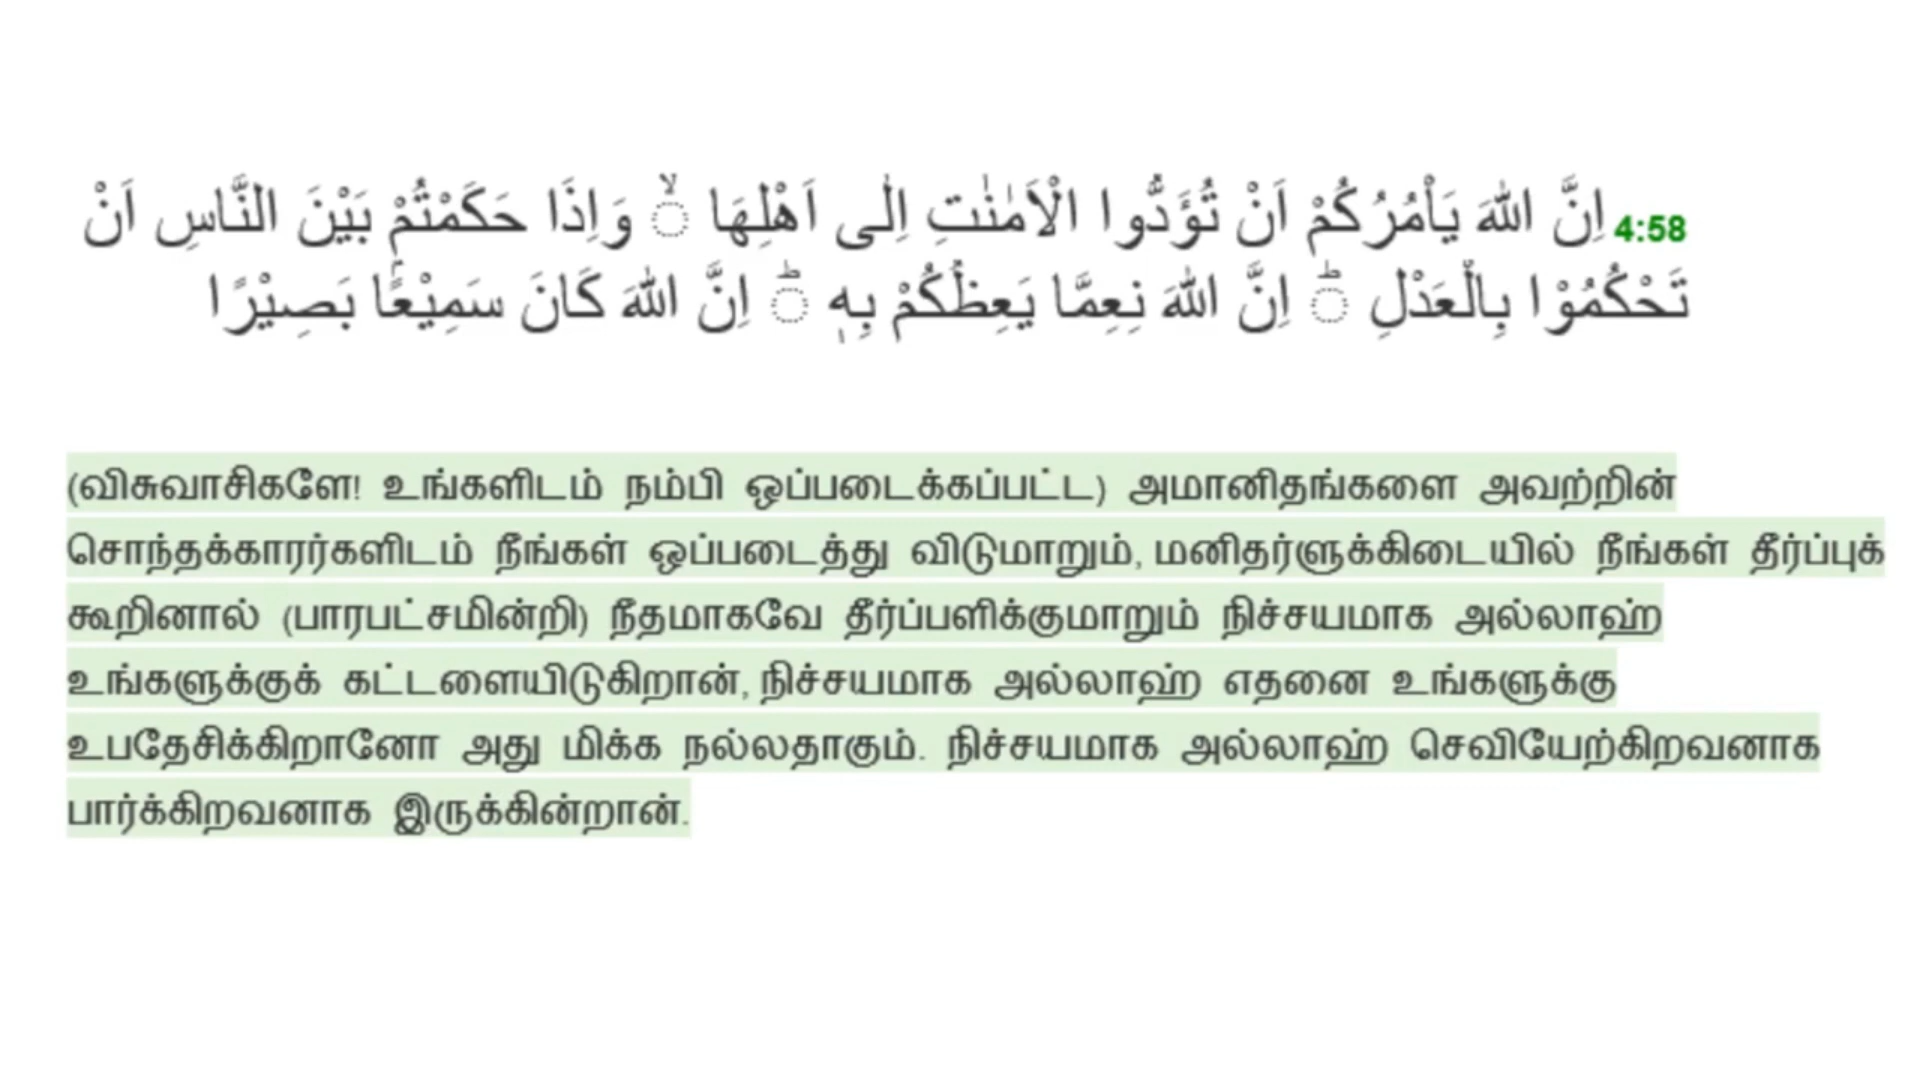 4:58 اِنَّ اللّٰهَ يَاْمُرُكُمْ اَنْ تُؤَدُّوا الْاَمٰنٰتِ اِلٰٓى اَهْلِهَا ۙ وَاِذَا حَكَمْتُمْ بَيْنَ النَّاسِ اَنْ
تَحْكُمُوْا بِالْعَدْلِ ؕ اِنَّ اللّٰهَ نِعِمَّا يَعِظُكُمْ بِهٖ ؕ اِنَّ اللّٰهَ كَانَ سَمِيْعًۢا بَصِيْرًا
(விசுவாசிகளே! உங்களிடம் நம்பி ஒப்படைக்கப்பட்ட) அமானிதங்களை அவற்றின்
சொந்தக்காரர்களிடம் நீங்கள் ஒப்படைத்து விடுமாறும், மனிதர்ளுக்கிடையில் நீங்கள் தீர்ப்புக்
கூறினால் (பாரபட்சமின்றி) நீதமாகவே தீர்ப்பளிக்குமாறும் நிச்சயமாக அல்லாஹ்
உங்களுக்குக் கட்டளையிடுகிறான், நிச்சயமாக அல்லாஹ் எதனை உங்களுக்கு
உபதேசிக்கிறானோ அது மிக்க நல்லதாகும். நிச்சயமாக அல்லாஹ் செவியேற்கிறவனாக
பார்க்கிறவனாக இருக்கின்றான்.